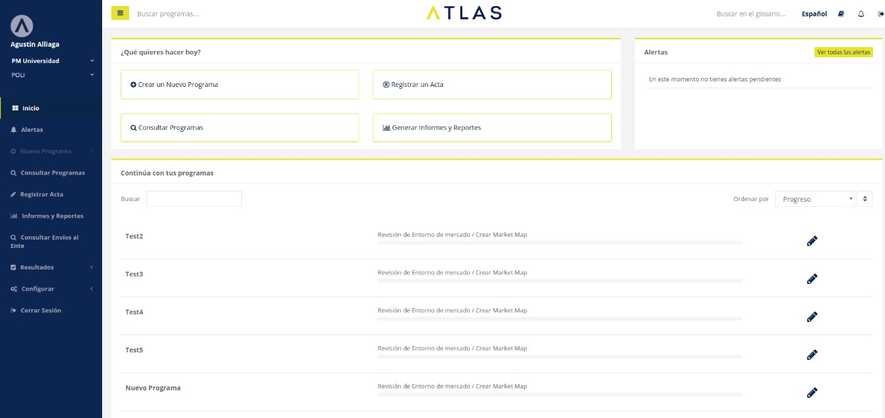 Buscar programas...
ATLAS
Buscar en el glosario...
Español
Agustin Alliaga
PM Universidad
POLI
Inicio
Alertas
Nuevo Programa
Consultar Programas
Registrar Acta
Informes y Reportes
Consultar Envíos al
Ente
Resultados
Configurar
Cerrar Sesión
¿Qué quieres hacer hoy?
Crear un Nuevo Programa
Registrar un Acta
Consultar Programas
Generar Informes y Reportes
Alertas
Ver todas las alertas
En este momento no tienes alertas pendientes
Continúa con tus programas
Buscar
Ordenar por
Progreso
Test2
Revisión de Entorno de mercado / Crear Market Map
Test3
Revisión de Entorno de mercado / Crear Market Map
Test4
Revisión de Entorno de mercado / Crear Market Map
Test5
Revisión de Entorno de mercado / Crear Market Map
Nuevo Programa
Revisión de Entorno de mercado / Crear Market Map